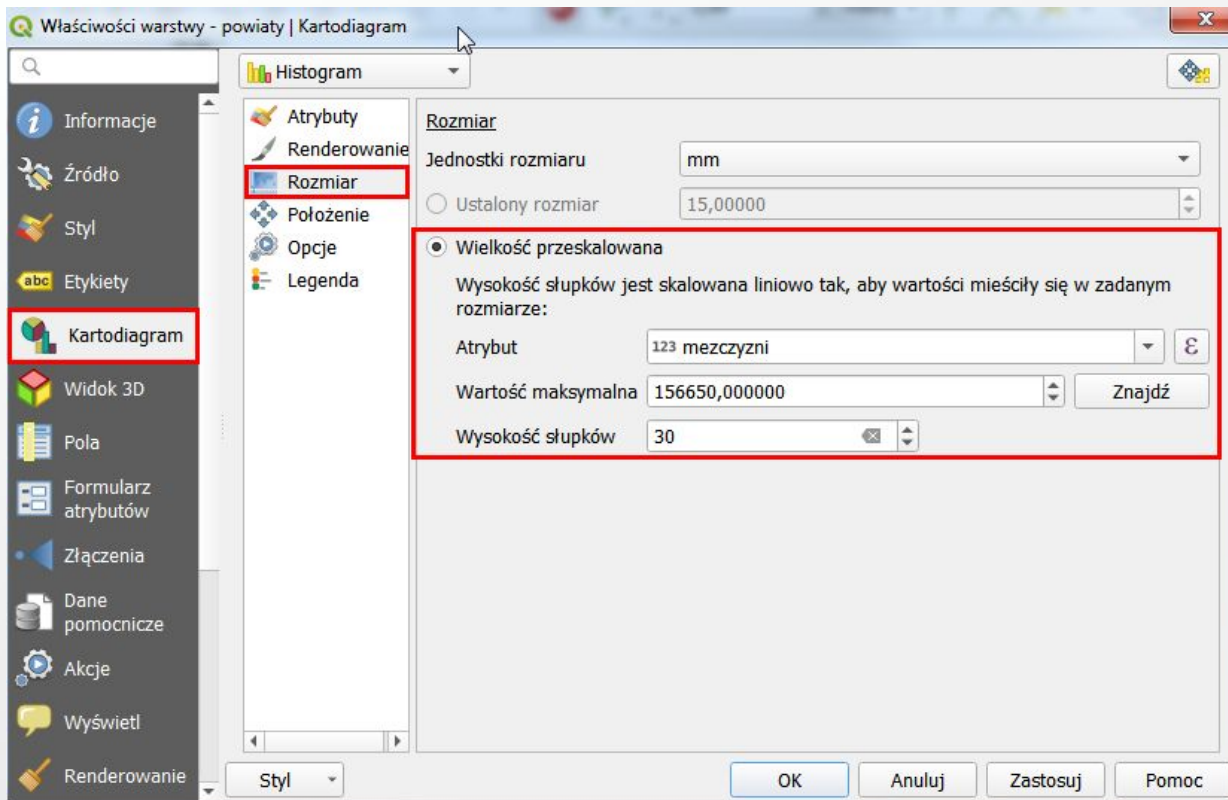 Właściwości warstwy - powiaty | Kartodiagram
Histogram
Informacje
Źródło
Styl
abc Etykiety
Kartodiagram
Widok 3D
Pola
Formularz
atrybutów
Złączenia
Dane
pomocnicze
Akcje
Wyświetl
Renderowanie
Atrybuty
Renderowanie
Rozmiar
Położenie
Opcje
Legenda
Rozmiar
Jednostki rozmiaru mm
Ustalony rozmiar 15,00000
Wielkość przeskalowana
Wysokość słupków jest skalowana liniowo tak, aby wartości mieściły się w zadanym
rozmiarze:
Atrybut 123 mezczyzni ε
Wartość maksymalna 156650,000000 Znajdź
Wysokość słupków 30
Styl OK Anuluj Zastosuj Pomoc